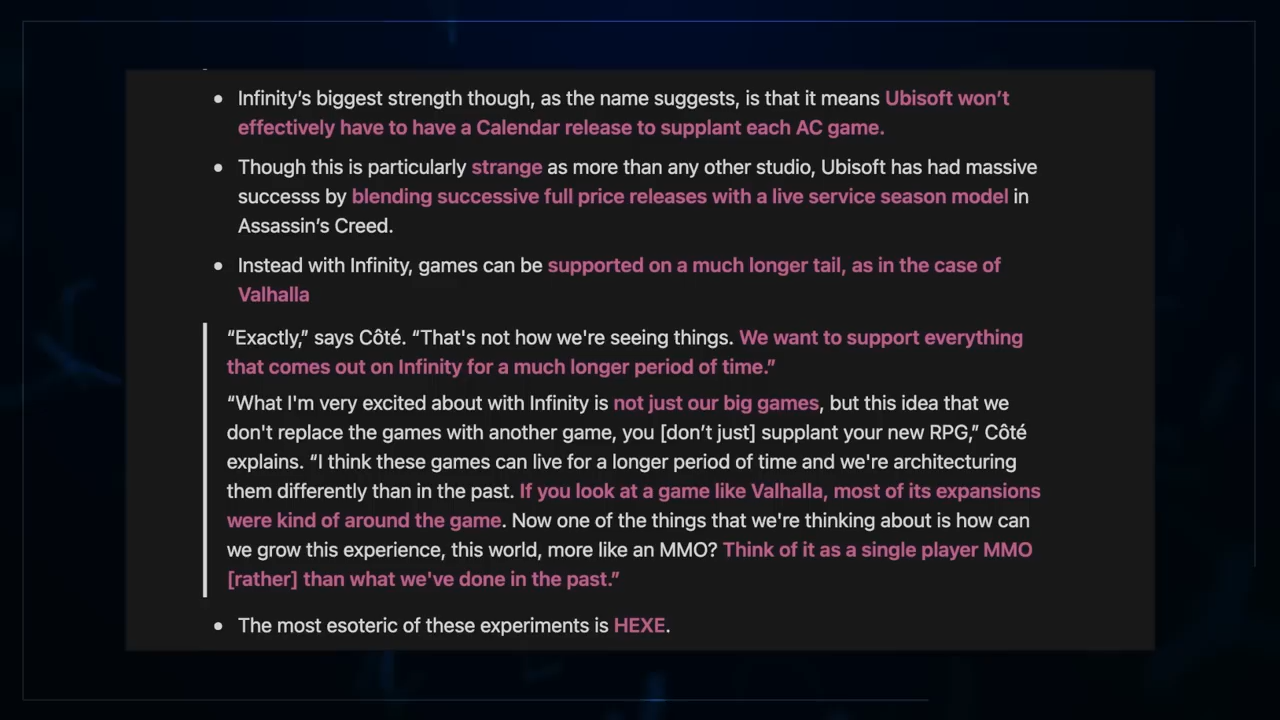 • Infinity’s biggest strength though, as the name suggests, is that it means Ubisoft won’t
effectively have to have a Calendar release to supplant each AC game.
• Though this is particularly strange as more than any other studio, Ubisoft has had massive
successs by blending successive full price releases with a live service season model in
Assassin’s Creed.
• Instead with Infinity, games can be supported on a much longer tail, as in the case of
Valhalla
“Exactly,” says Côté. “That's not how we're seeing things. We want to support everything
that comes out on Infinity for a much longer period of time.”
“What I'm very excited about with Infinity is not just our big games, but this idea that we
don't replace the games with another game, you [don’t just] supplant your new RPG,” Côté
explains. “I think these games can live for a longer period of time and we're architecturing
them differently than in the past. If you look at a game like Valhalla, most of its expansions
were kind of around the game. Now one of the things that we're thinking about is how can
we grow this experience, this world, more like an MMO? Think of it as a single player MMO
[rather] than what we've done in the past.”
• The most esoteric of these experiments is HEXE.